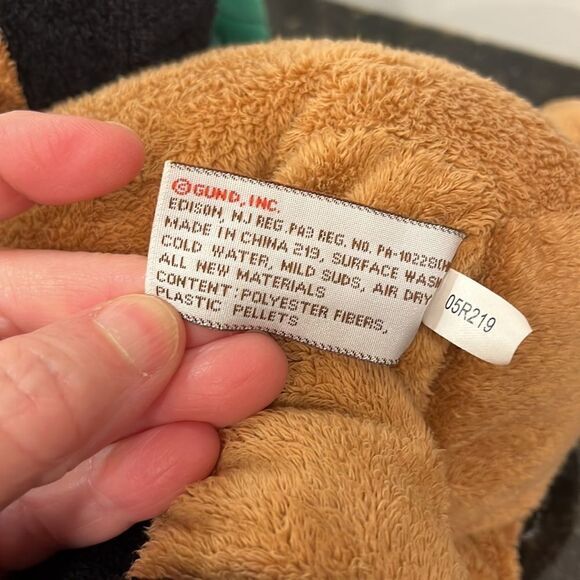 ©GUND, INC.
EDISON, NJ REG.PA3 REG. NO. PA-10228(N
MADE IN CHINA 219, SURFACE WASH
COLD WATER, MILD SUDS, AIR DRY
ALL NEW MATERIALS
CONTENT:POLYESTER FIBERS,
PLASTIC PELLETS
05R219